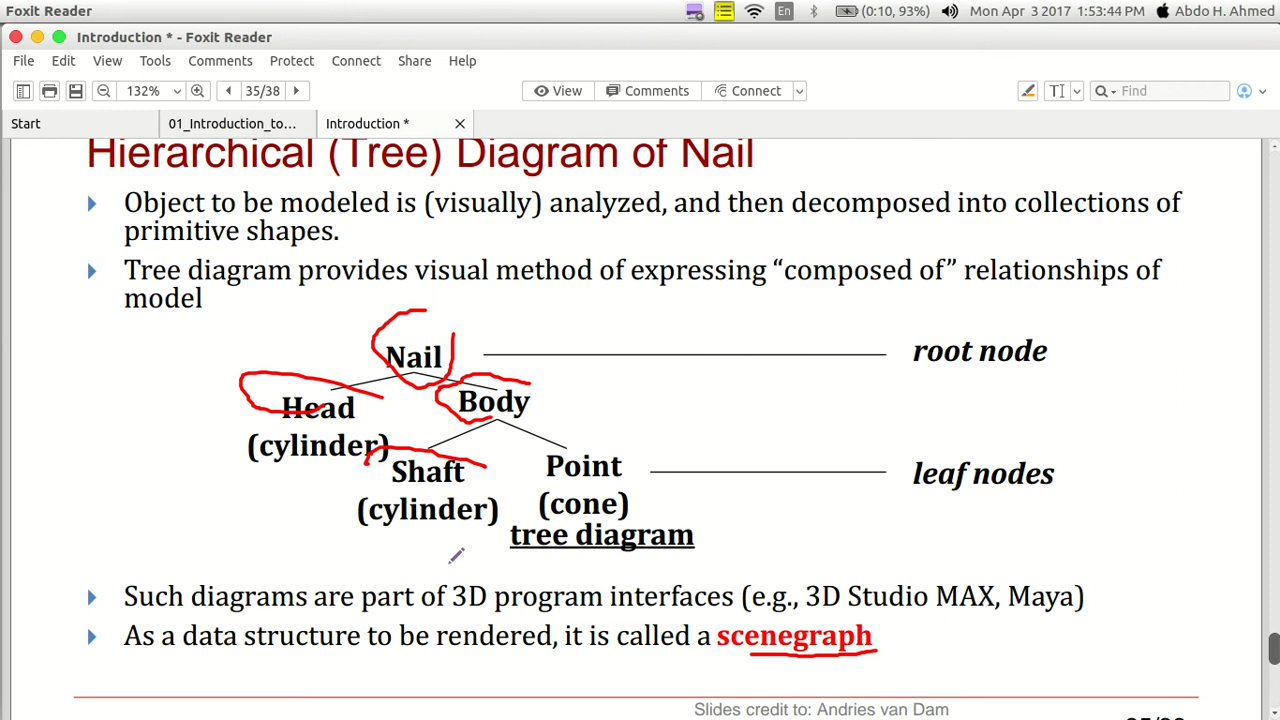 Foxit Reader En (0:10, 93%) Mon Apr 3 2017 1:53:44 PM Abdo H. Ahmed
Introduction * - Foxit Reader
File Edit View Tools Comments Protect Connect Share Help
132% 35/38 View Comments Connect Find
Start 01_Introduction_to... Introduction *
Hierarchical (Tree) Diagram of Nail
Object to be modeled is (visually) analyzed, and then decomposed into collections of
primitive shapes.
Tree diagram provides visual method of expressing “composed of” relationships of
model
Nail root node
Head Body
(cylinder)
Shaft Point leaf nodes
(cylinder) (cone)
tree diagram
Such diagrams are part of 3D program interfaces (e.g., 3D Studio MAX, Maya)
As a data structure to be rendered, it is called a scenegraph
Slides credit to: Andries van Dam